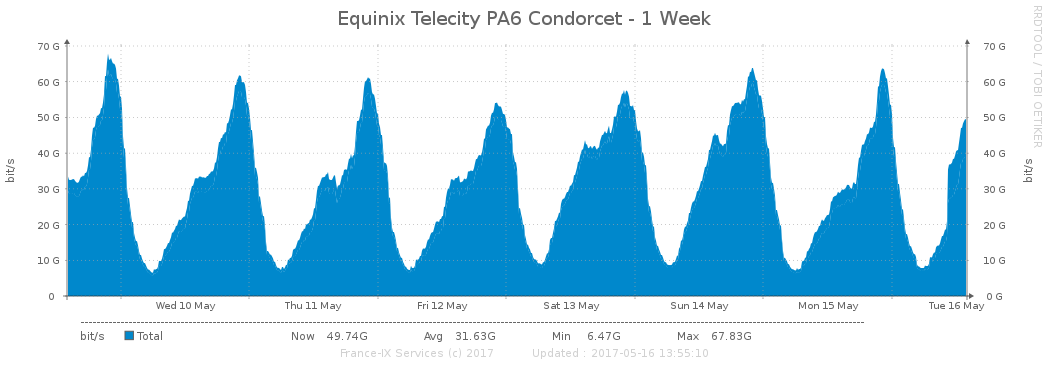 Equinix Telecity PA6 Condorcet - 1 Week
RRDTOOL / TOBI OETIKER
bit/s
70 G
60 G
50 G
40 G
30 G
20 G
10 G
0
70 G
60 G
50 G
40 G
30 G
20 G
10 G
0 G
bit/s
Wed 10 May Thu 11 May Fri 12 May Sat 13 May Sun 14 May Mon 15 May Tue 16 May
bit/s Total Now 49.74G Avg 31.63G Min 6.47G Max 67.83G
France-IX Services (c) 2017 Updated : 2017-05-16 13:55:10